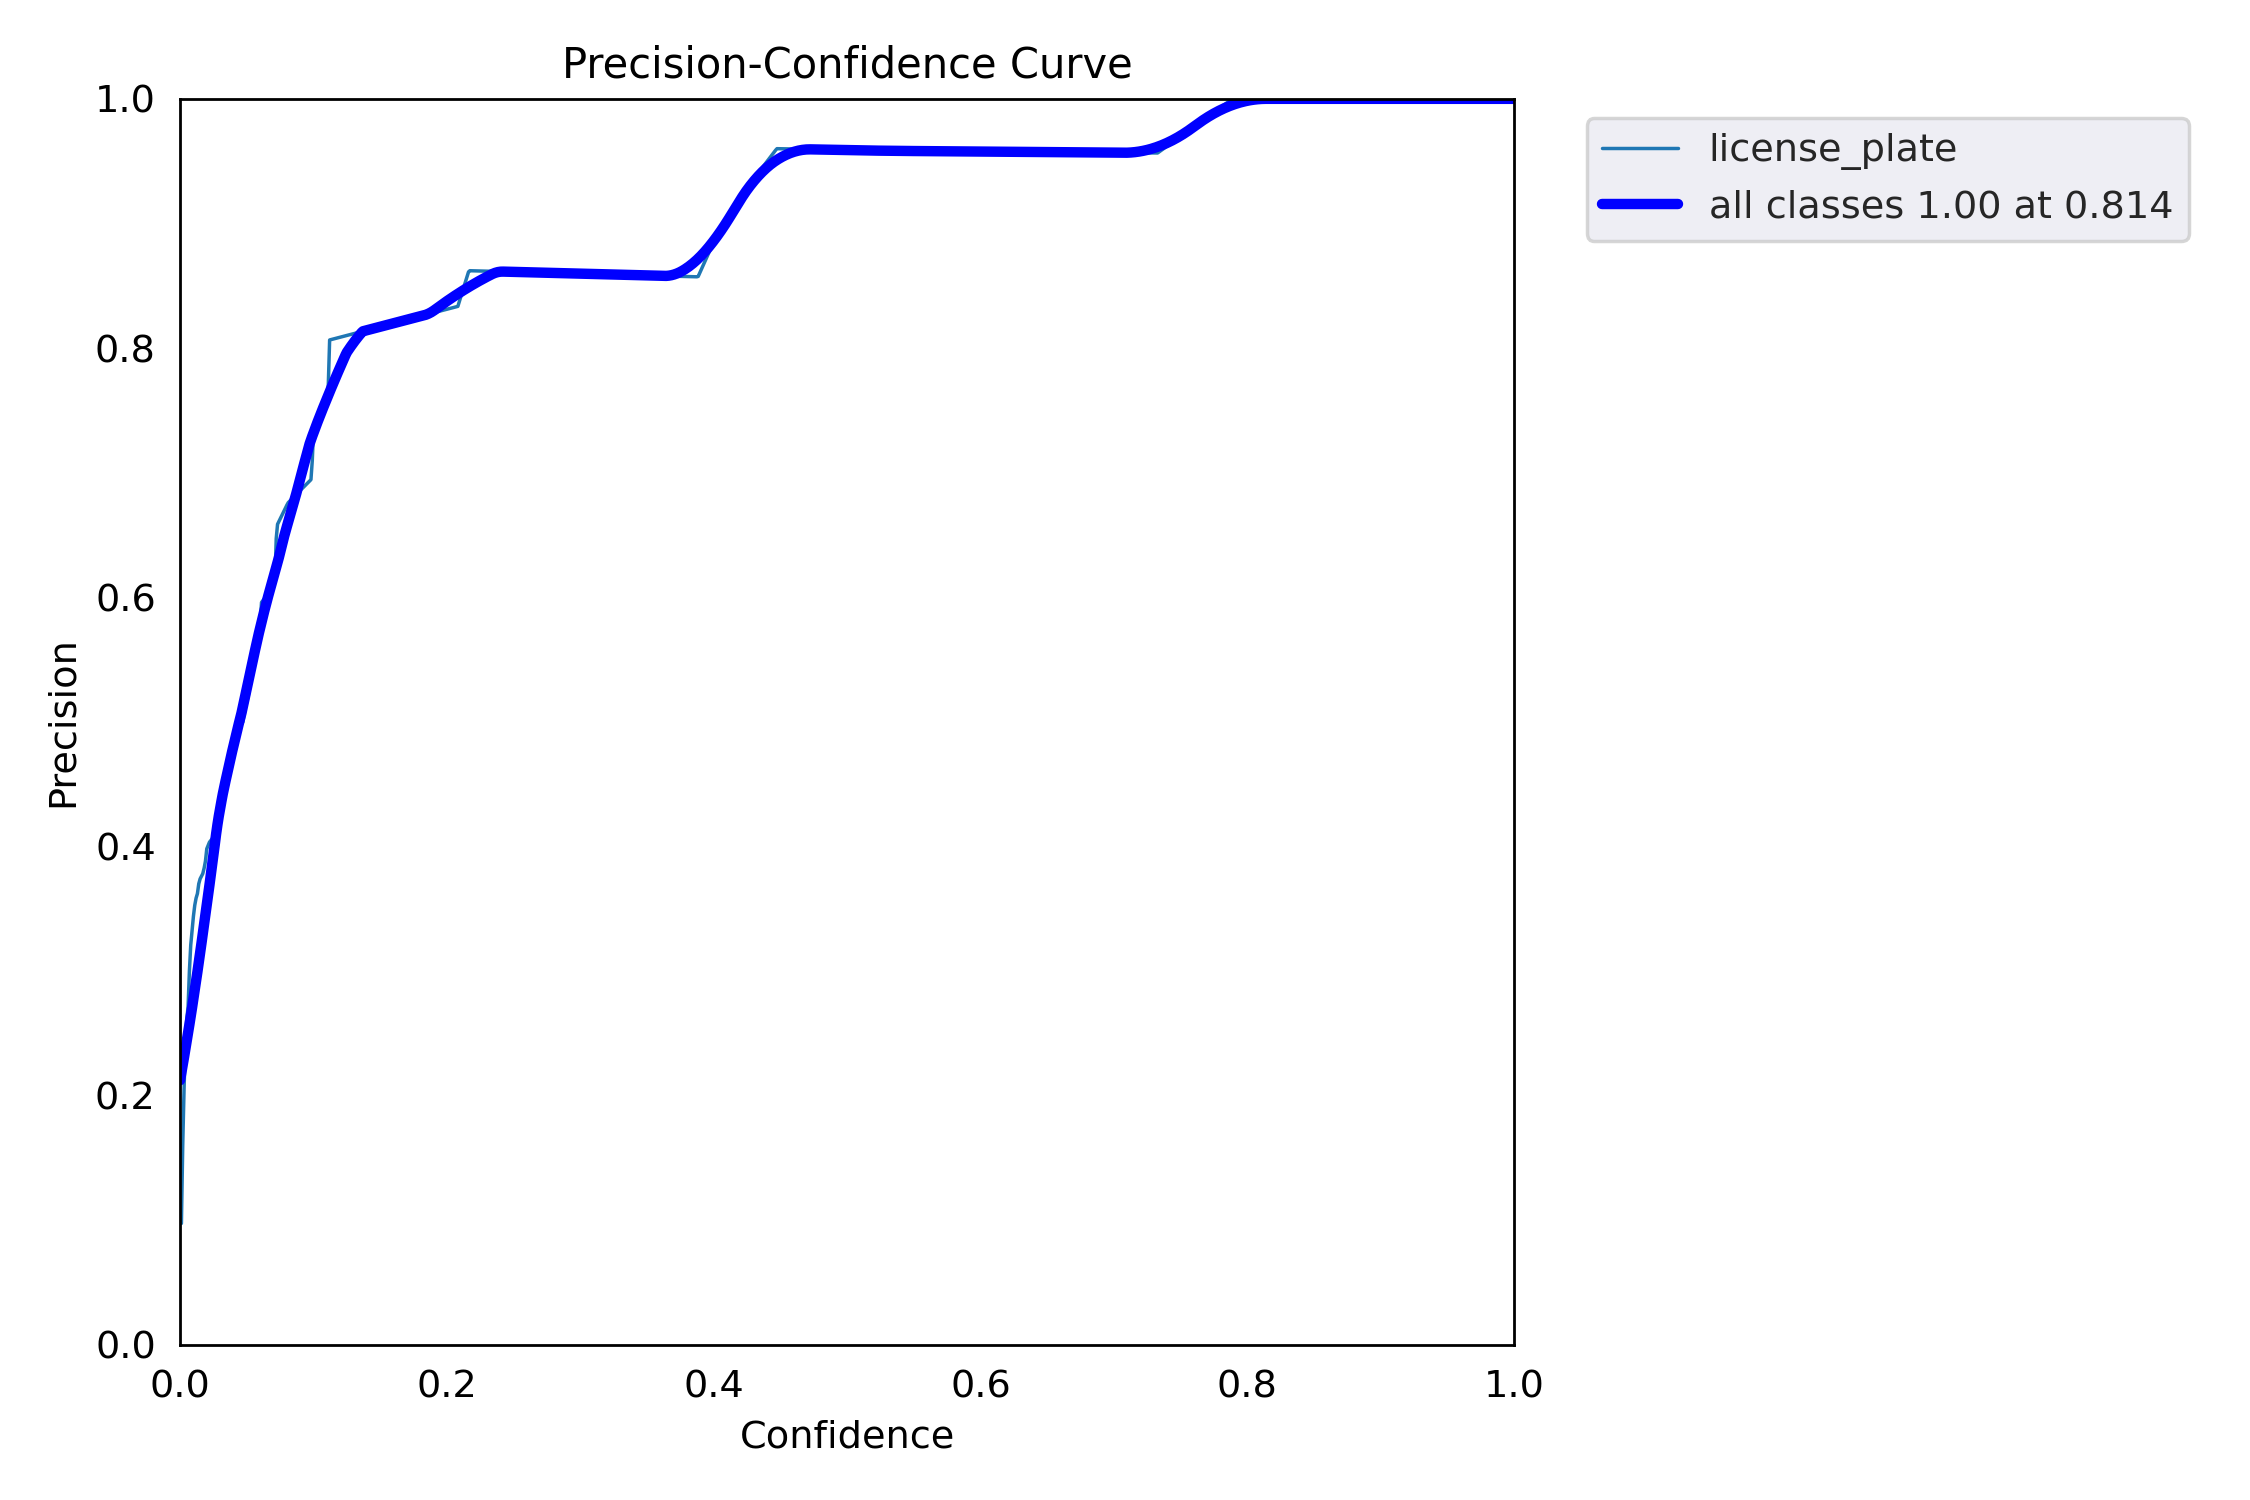 Precision-Confidence Curve
license_plate
all classes 1.00 at 0.814
Precision
1.0
0.8
0.6
0.4
0.2
0.0
0.0 0.2 0.4 0.6 0.8 1.0
Confidence